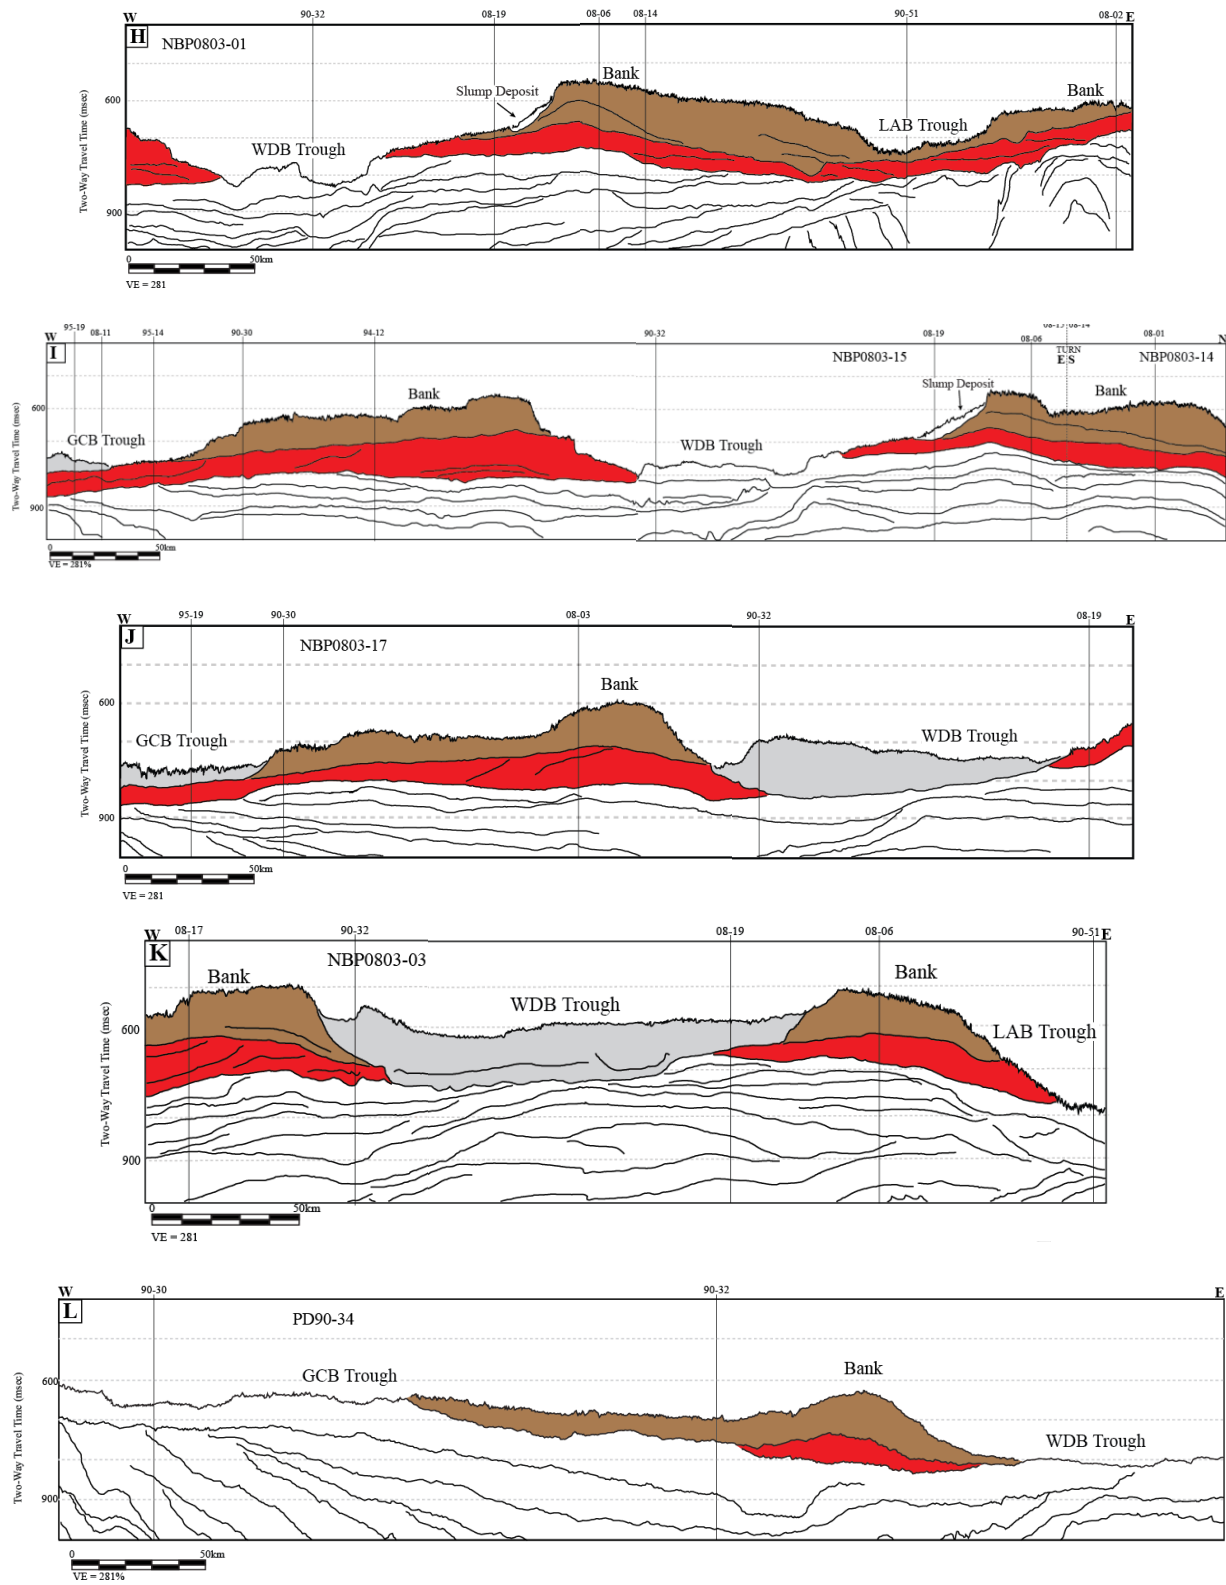 W 90-32 08-19 08-06 08-14 90-51 08-02 E
H NBP0803-01
Bank
Bank
Slump Deposit
600
LAB Trough
WDB Trough
Two-Way Travel Time (msec)
900
0 50km
VE = 281
95-19 08-11 95-14 90-30 94-12 90-32 08-19 08-06 08-14 08-01
W N
I NBP0803-15 TURN NBP0803-14
E S
Slump Deposit
Bank Bank
600
GCB Trough WDB Trough
Two-Way Travel Time (msec)
900
0 50km
VE = 281%
W 95-19 90-30 08-03 90-32 08-19 E
J NBP0803-17
Bank
600
GCB Trough WDB Trough
Two-Way Travel Time (msec)
900
0 50km
VE = 281
W 08-17 90-32 08-19 08-06 90-51 E
K NBP0803-03
Bank Bank
WDB Trough
600 LAB Trough
Two-Way Travel Time (msec)
900
0 50km
VE = 281
W 90-30 90-32 E
L PD90-34
GCB Trough Bank
600
WDB Trough
Two-Way Travel Time (msec)
900
0 50km
VE = 281%